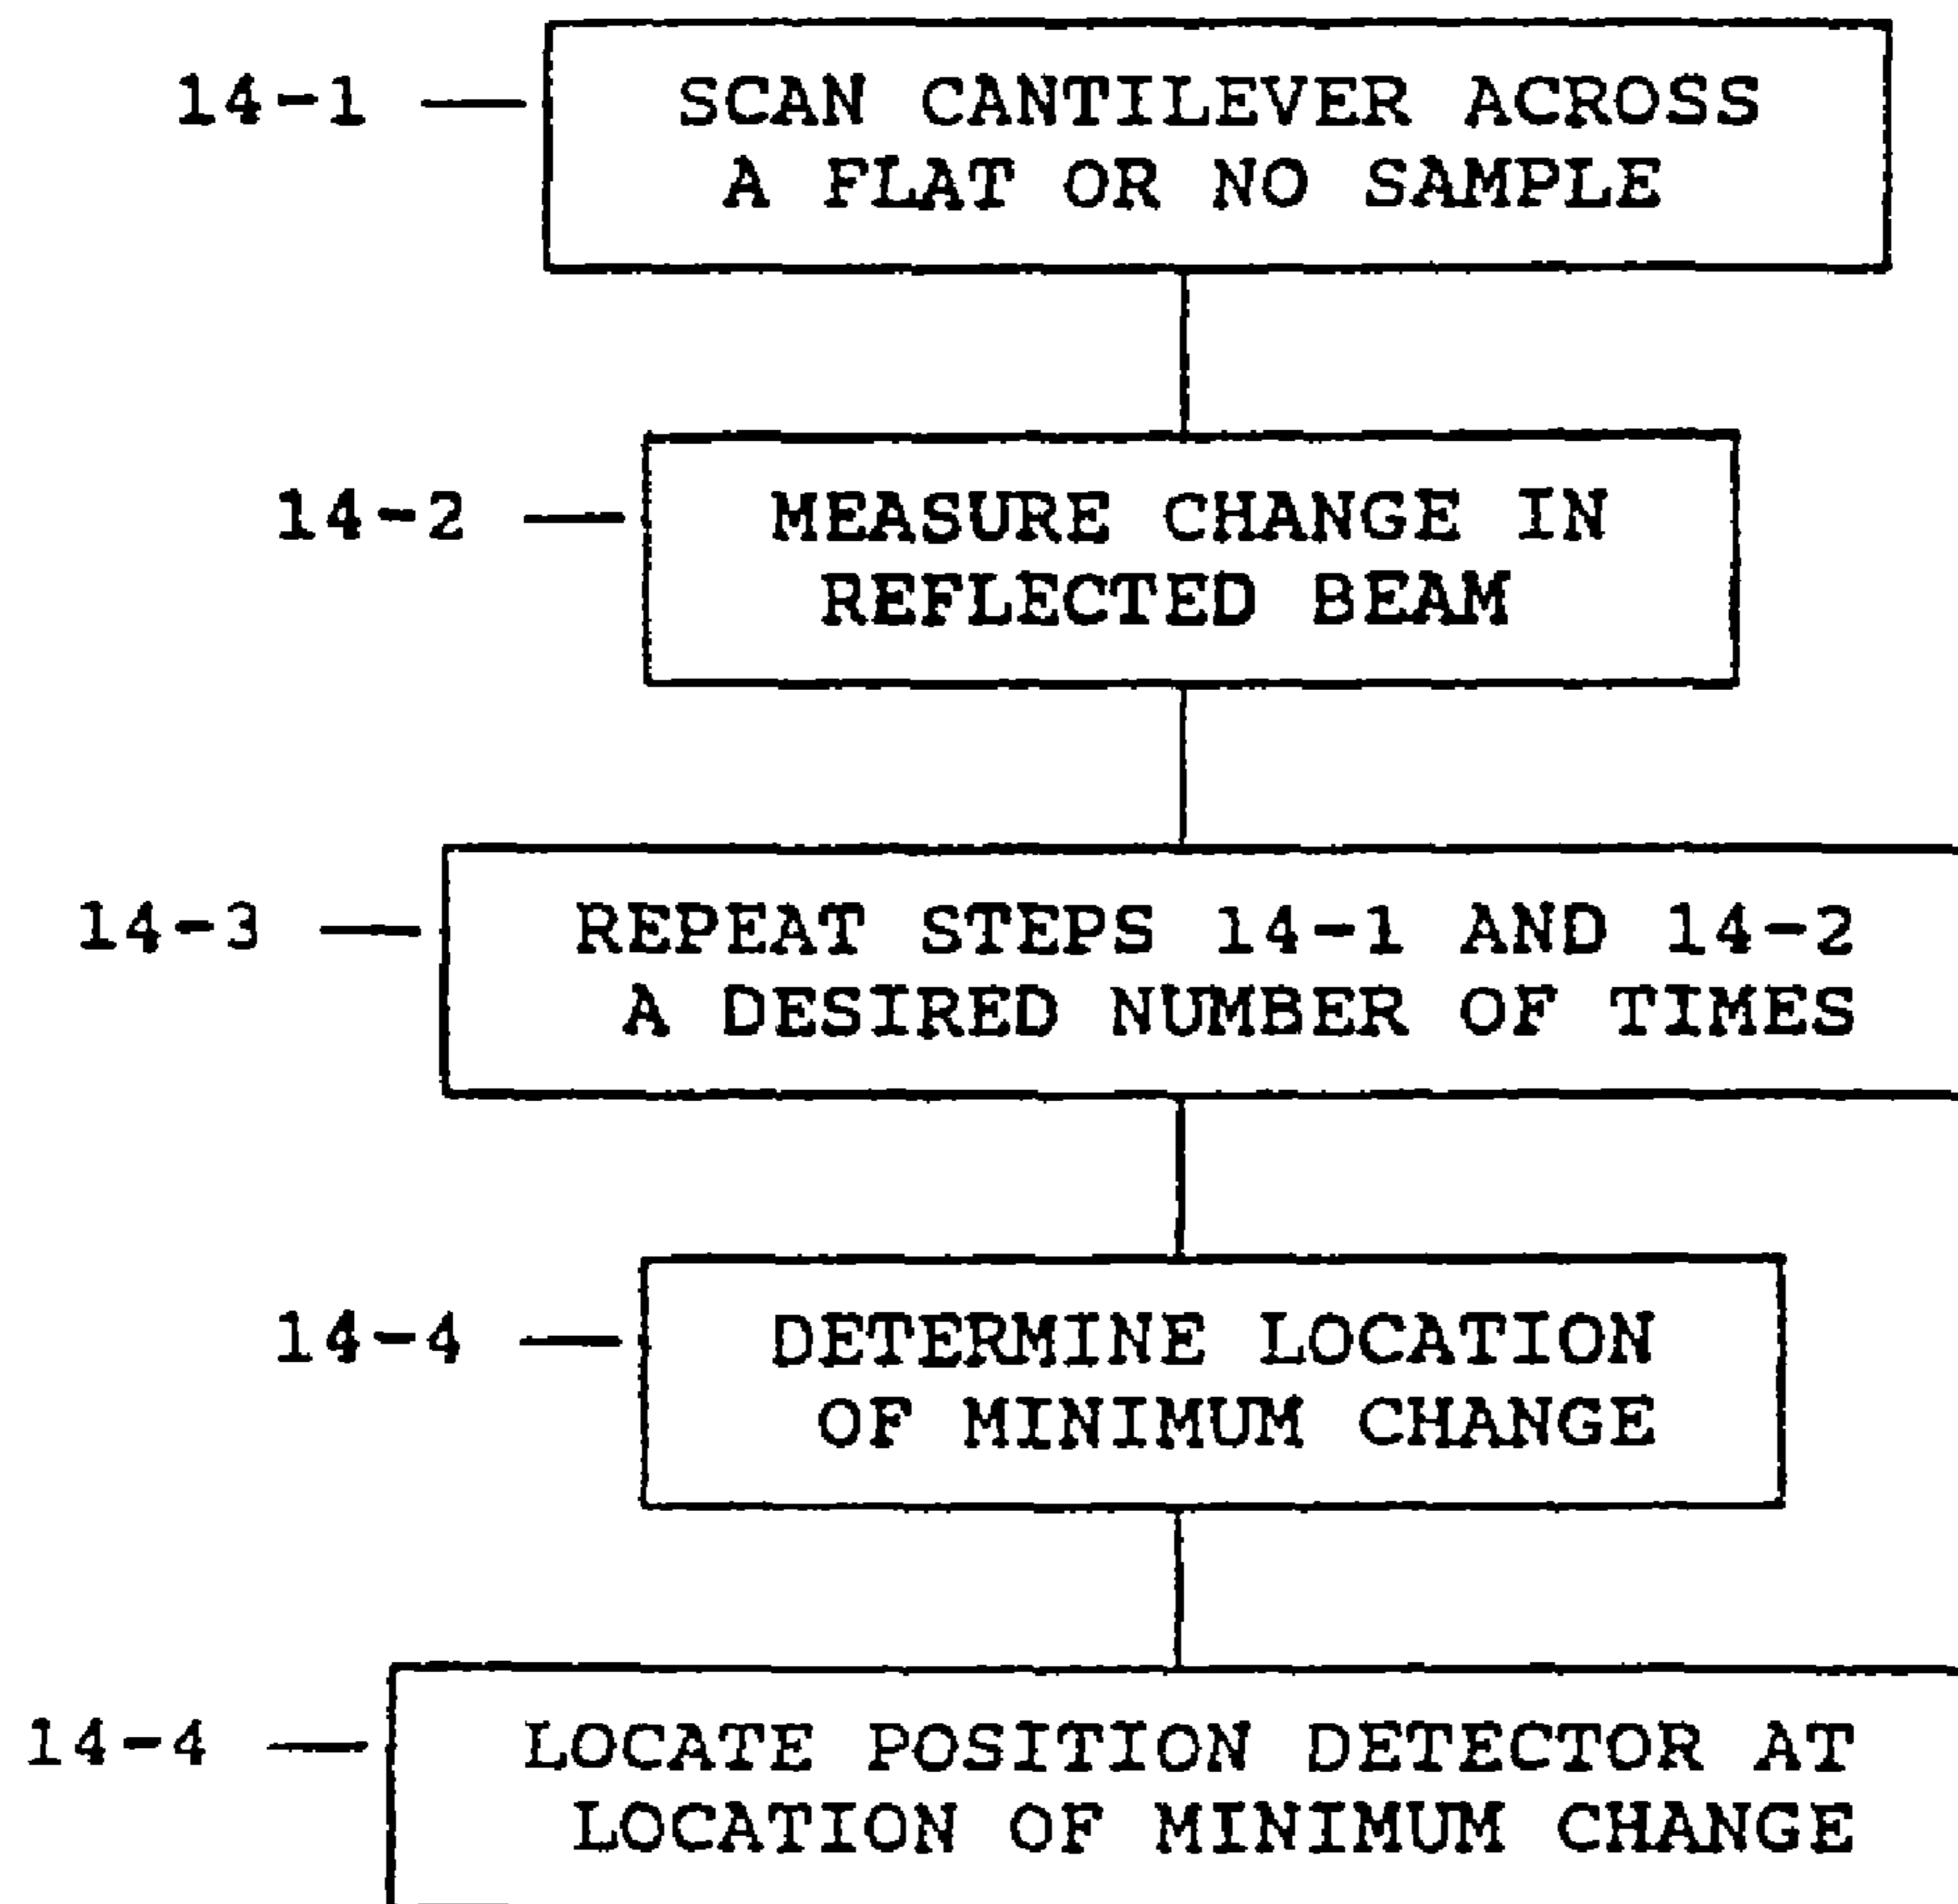 14-1 SCAN CANTILEVER ACROSS
A FLAT OR NO SAMPLE
14-2 MEASURE CHANGE IN
REFLECTED BEAM
14-3 REPEAT STEPS 14-1 AND 14-2
A DESIRED NUMBER OF TIMES
14-4 DETERMINE LOCATION
OF MINIMUM CHANGE
14-4 LOCATE POSITION DETECTOR AT
LOCATION OF MINIMUM CHANGE